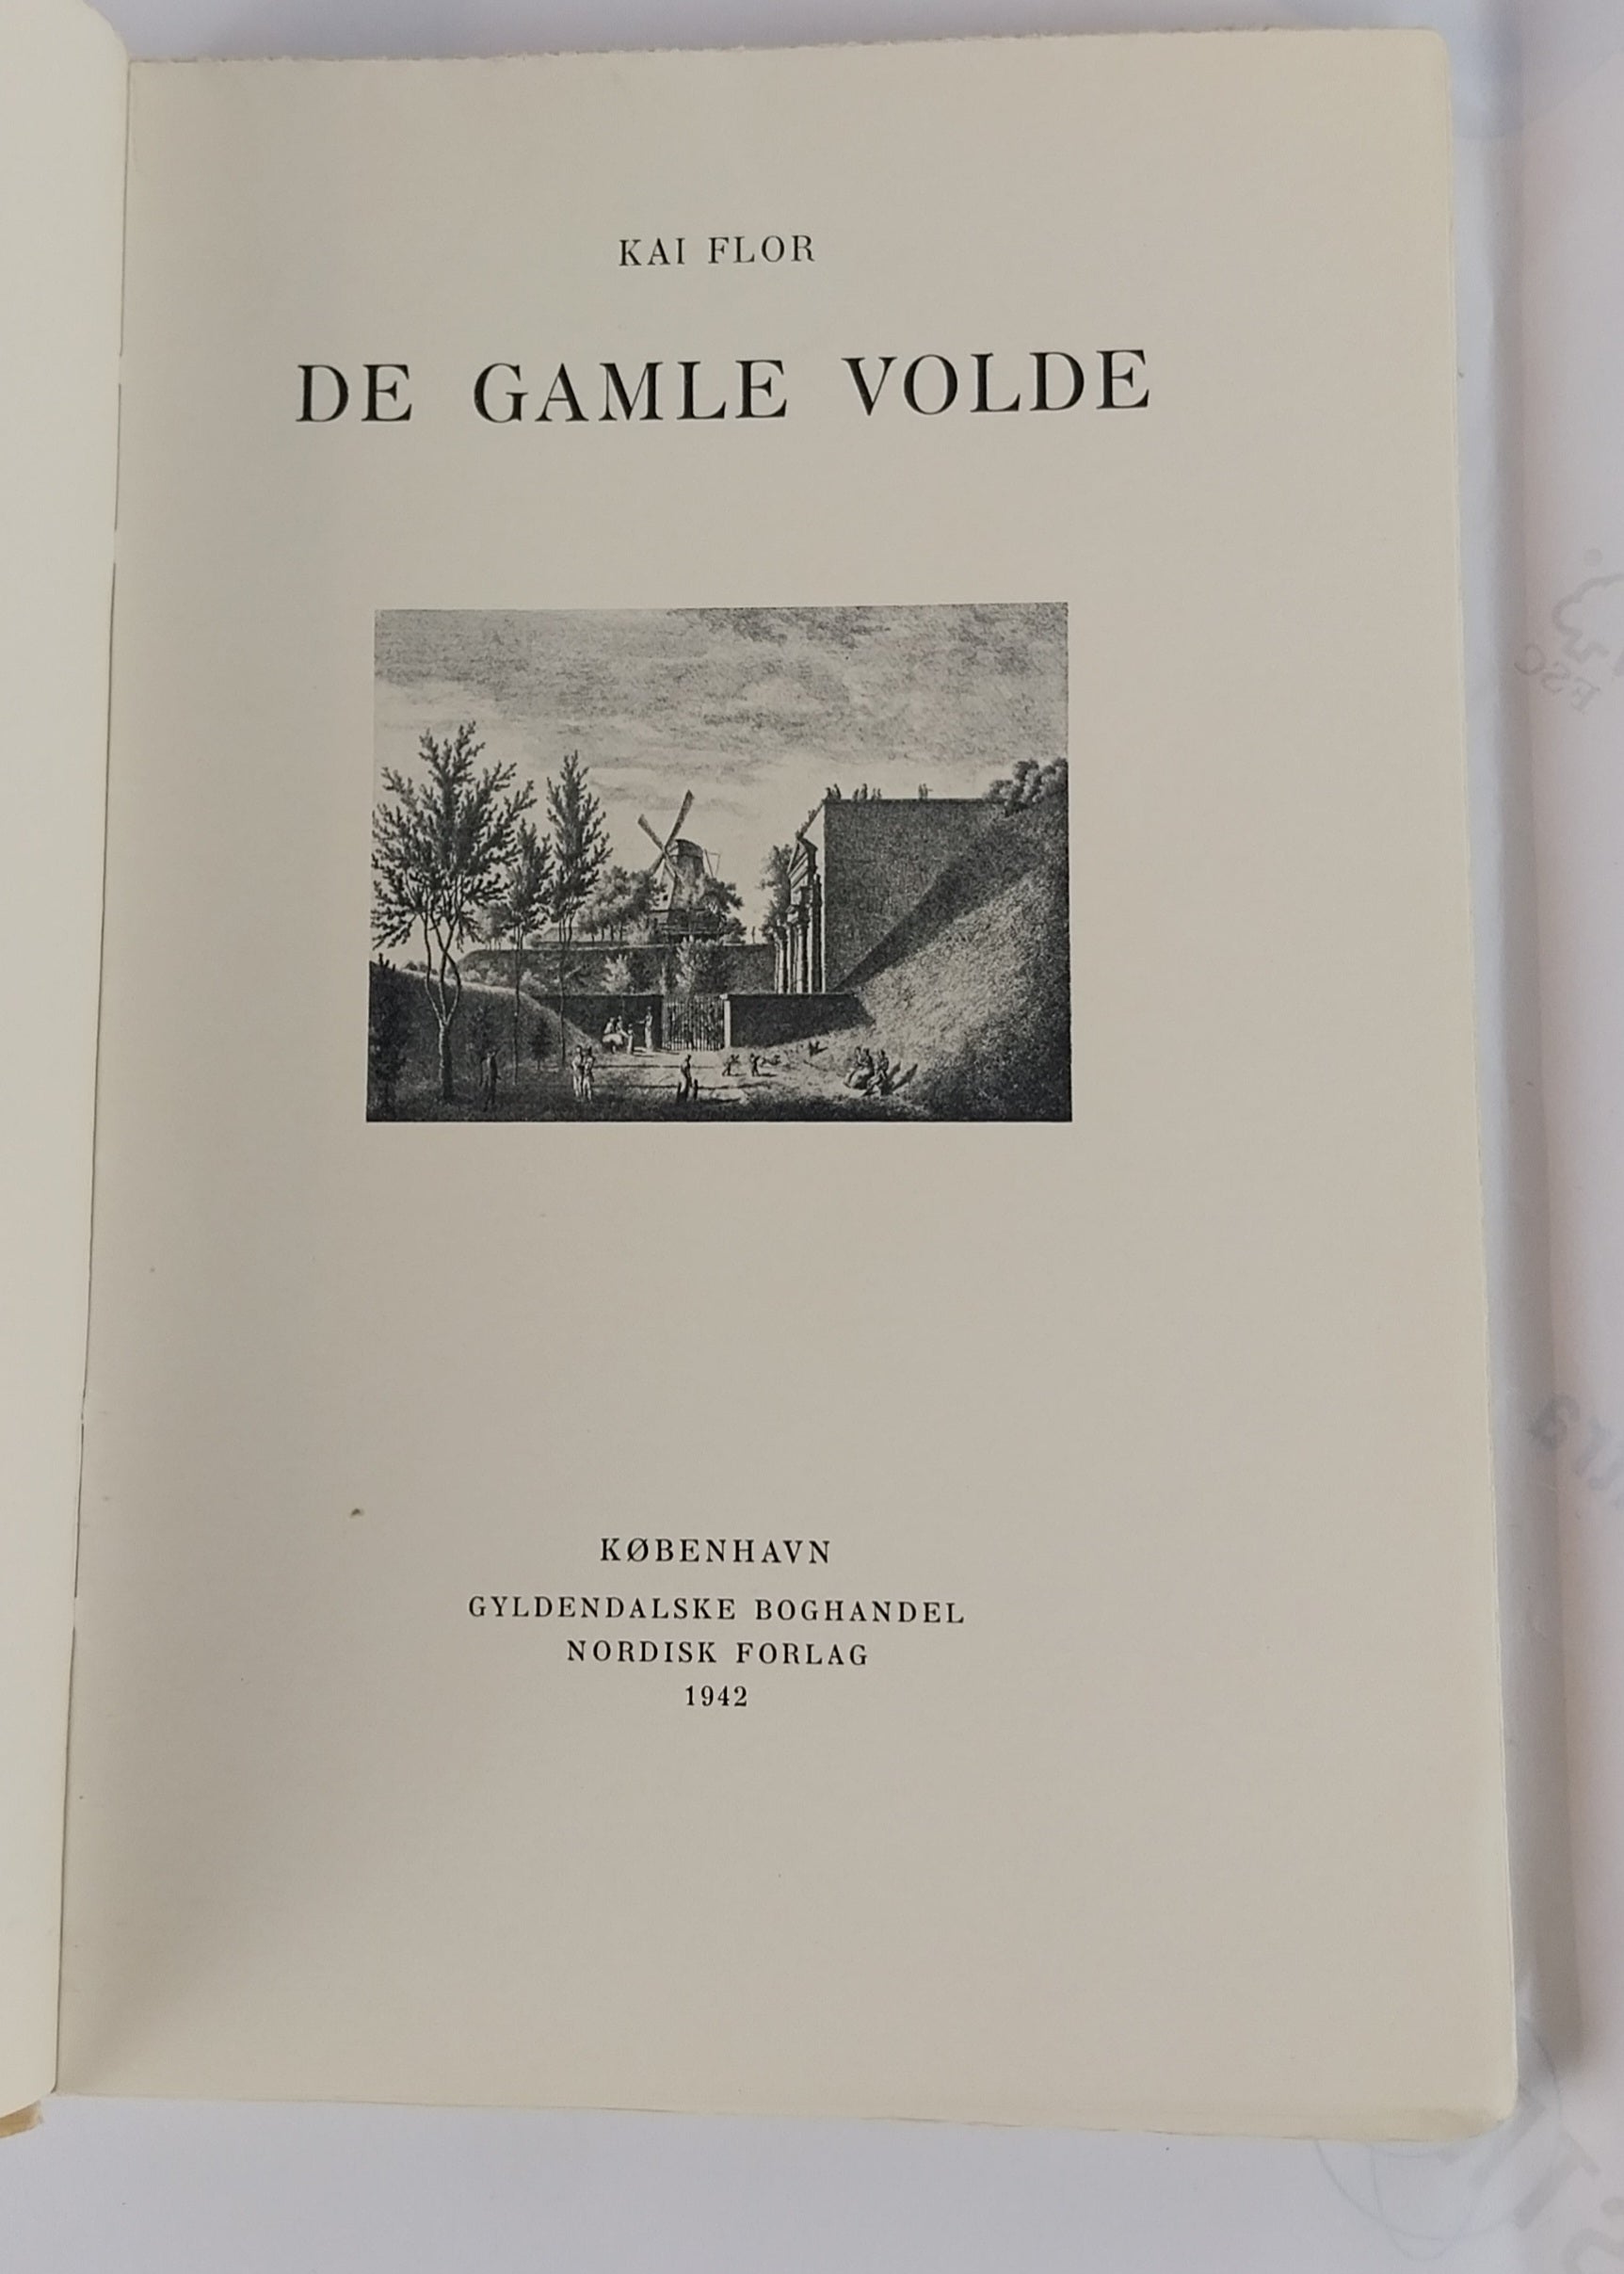 KAI FLOR
DE GAMLE VOLDE
KØBENHAVN
GYLDENDALSKE BOGHANDEL
NORDISK FORLAG
1942